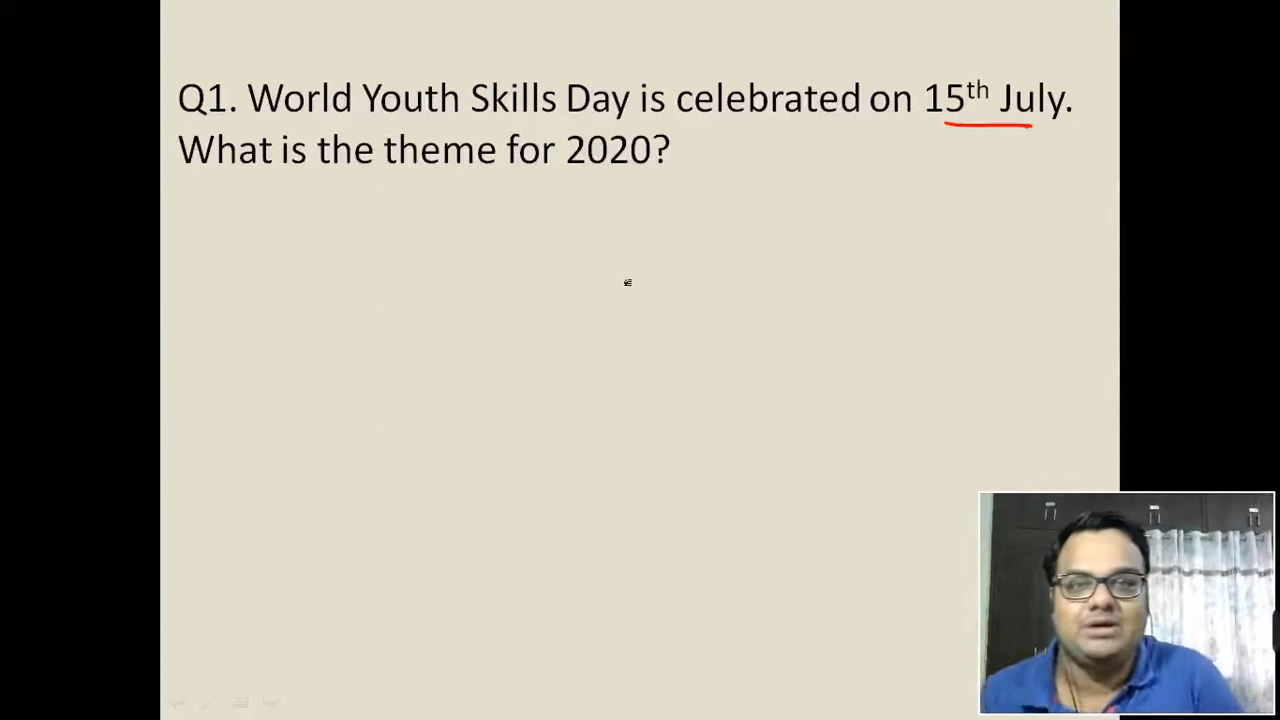 Q1. World Youth Skills Day is celebrated on 15th July.
What is the theme for 2020?